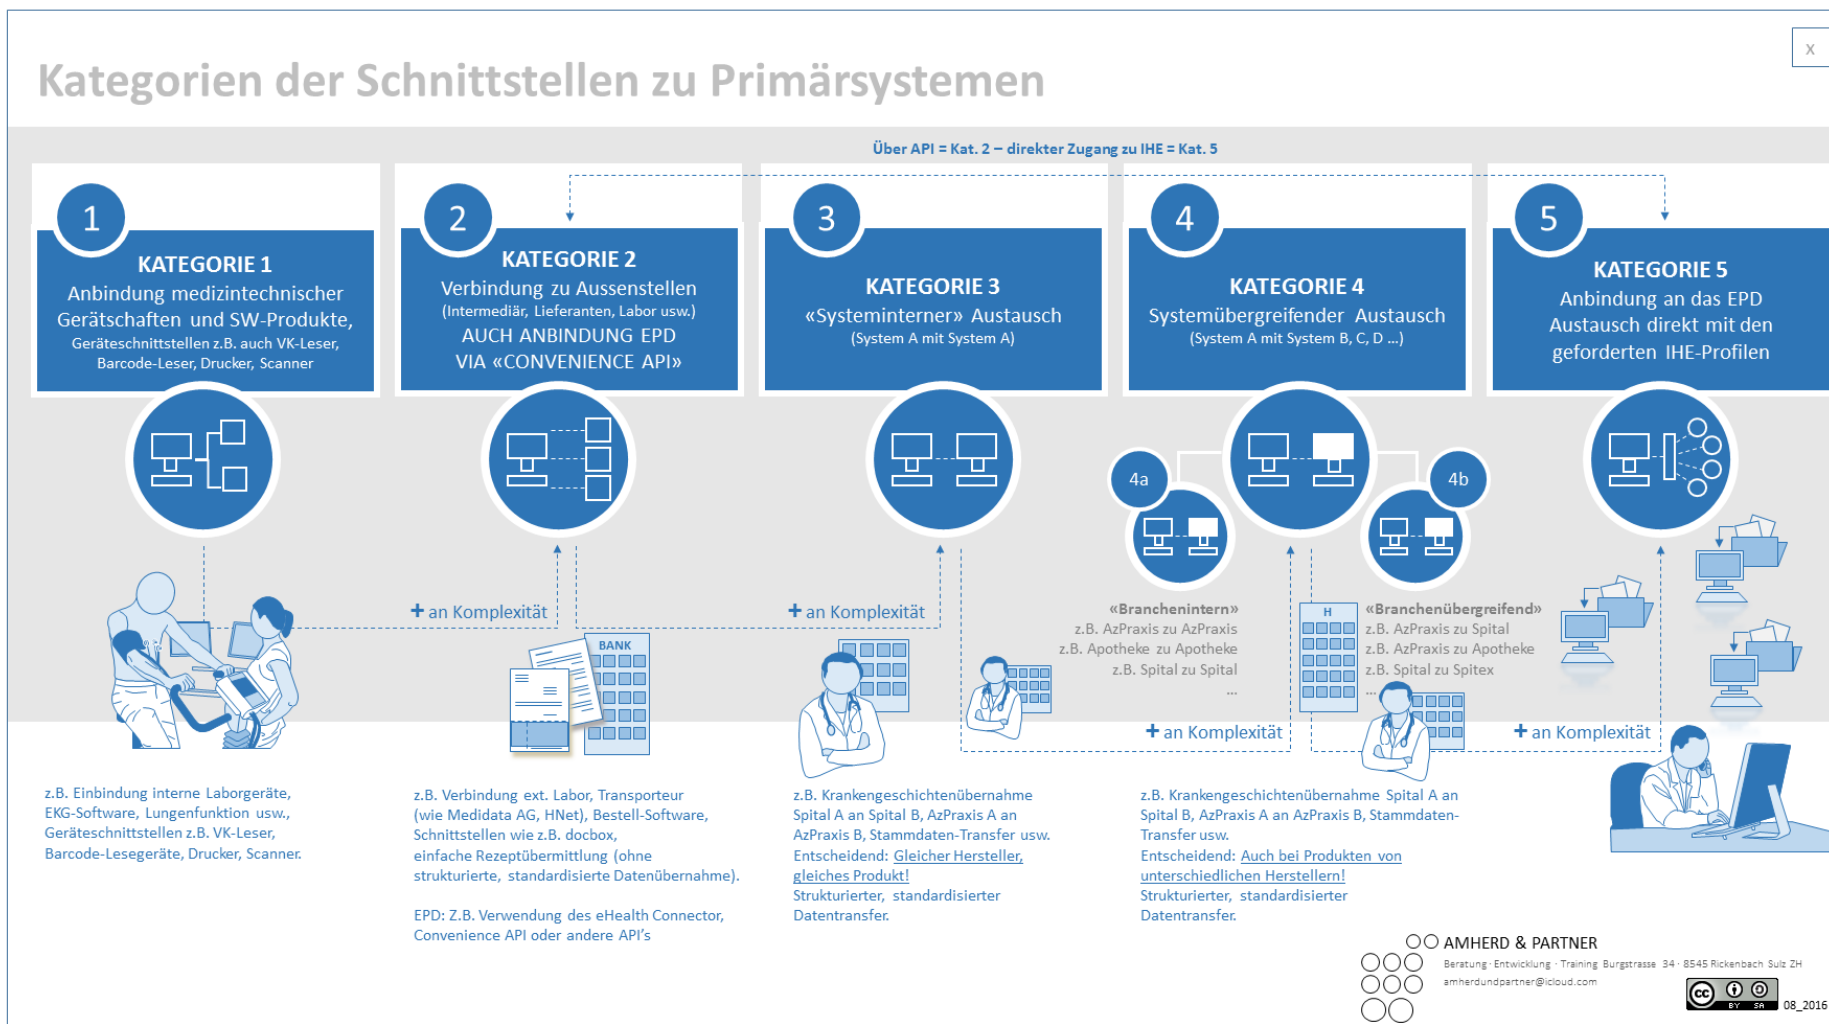 X
Kategorien der Schnittstellen zu Primärsystemen
Über API = Kat. 2 – direkter Zugang zu IHE = Kat. 5
1
KATEGORIE 1
Anbindung medizintechnischer
Gerätschaften und SW-Produkte,
Geräteschnittstellen z.B. auch VK-Leser,
Barcode-Leser, Drucker, Scanner
2
KATEGORIE 2
Verbindung zu Aussenstellen
(Intermediär, Lieferanten, Labor usw.)
AUCH ANBINDUNG EPD
VIA «CONVENIENCE API»
3
KATEGORIE 3
«Systeminterner» Austausch
(System A mit System A)
4
KATEGORIE 4
Systemübergreifender Austausch
(System A mit System B, C, D ...)
5
KATEGORIE 5
Anbindung an das EPD
Austausch direkt mit den
geforderten IHE-Profilen
4a
4b
+ an Komplexität
+ an Komplexität
«Branchenintern»
z.B. AzPraxis zu AzPraxis
z.B. Apotheke zu Apotheke
z.B. Spital zu Spital
...
H
«Branchenübergreifend»
z.B. AzPraxis zu Spital
z.B. AzPraxis zu Apotheke
z.B. Spital zu Spitex
...
BANK
+ an Komplexität
+ an Komplexität
z.B. Einbindung interne Laborgeräte,
EKG-Software, Lungenfunktion usw.,
Geräteschnittstellen z.B. VK-Leser,
Barcode-Lesegeräte, Drucker, Scanner.
z.B. Verbindung ext. Labor, Transporteur
(wie Medidata AG, HNet), Bestell-Software,
Schnittstellen wie z.B. docbox,
einfache Rezeptübermittlung (ohne
strukturierte, standardisierte Datenübernahme).
EPD: Z.B. Verwendung des eHealth Connector,
Convenience API oder andere API's
z.B. Krankengeschichtenübernahme
Spital A an Spital B, AzPraxis A an
AzPraxis B, Stammdaten-Transfer usw.
Entscheidend: Gleicher Hersteller,
gleiches Produkt!
Strukturierter, standardisierter
Datentransfer.
z.B. Krankengeschichtenübernahme Spital A an
Spital B, AzPraxis A an AzPraxis B, Stammdaten-
Transfer usw.
Entscheidend: Auch bei Produkten von
unterschiedlichen Herstellern!
Strukturierter, standardisierter
Datentransfer.
AMHERD & PARTNER
Beratung · Entwicklung · Training Burgstrasse 34 · 8545 Rickenbach Sulz ZH
amherdundpartner@icloud.com
cc BY SA
08_2016